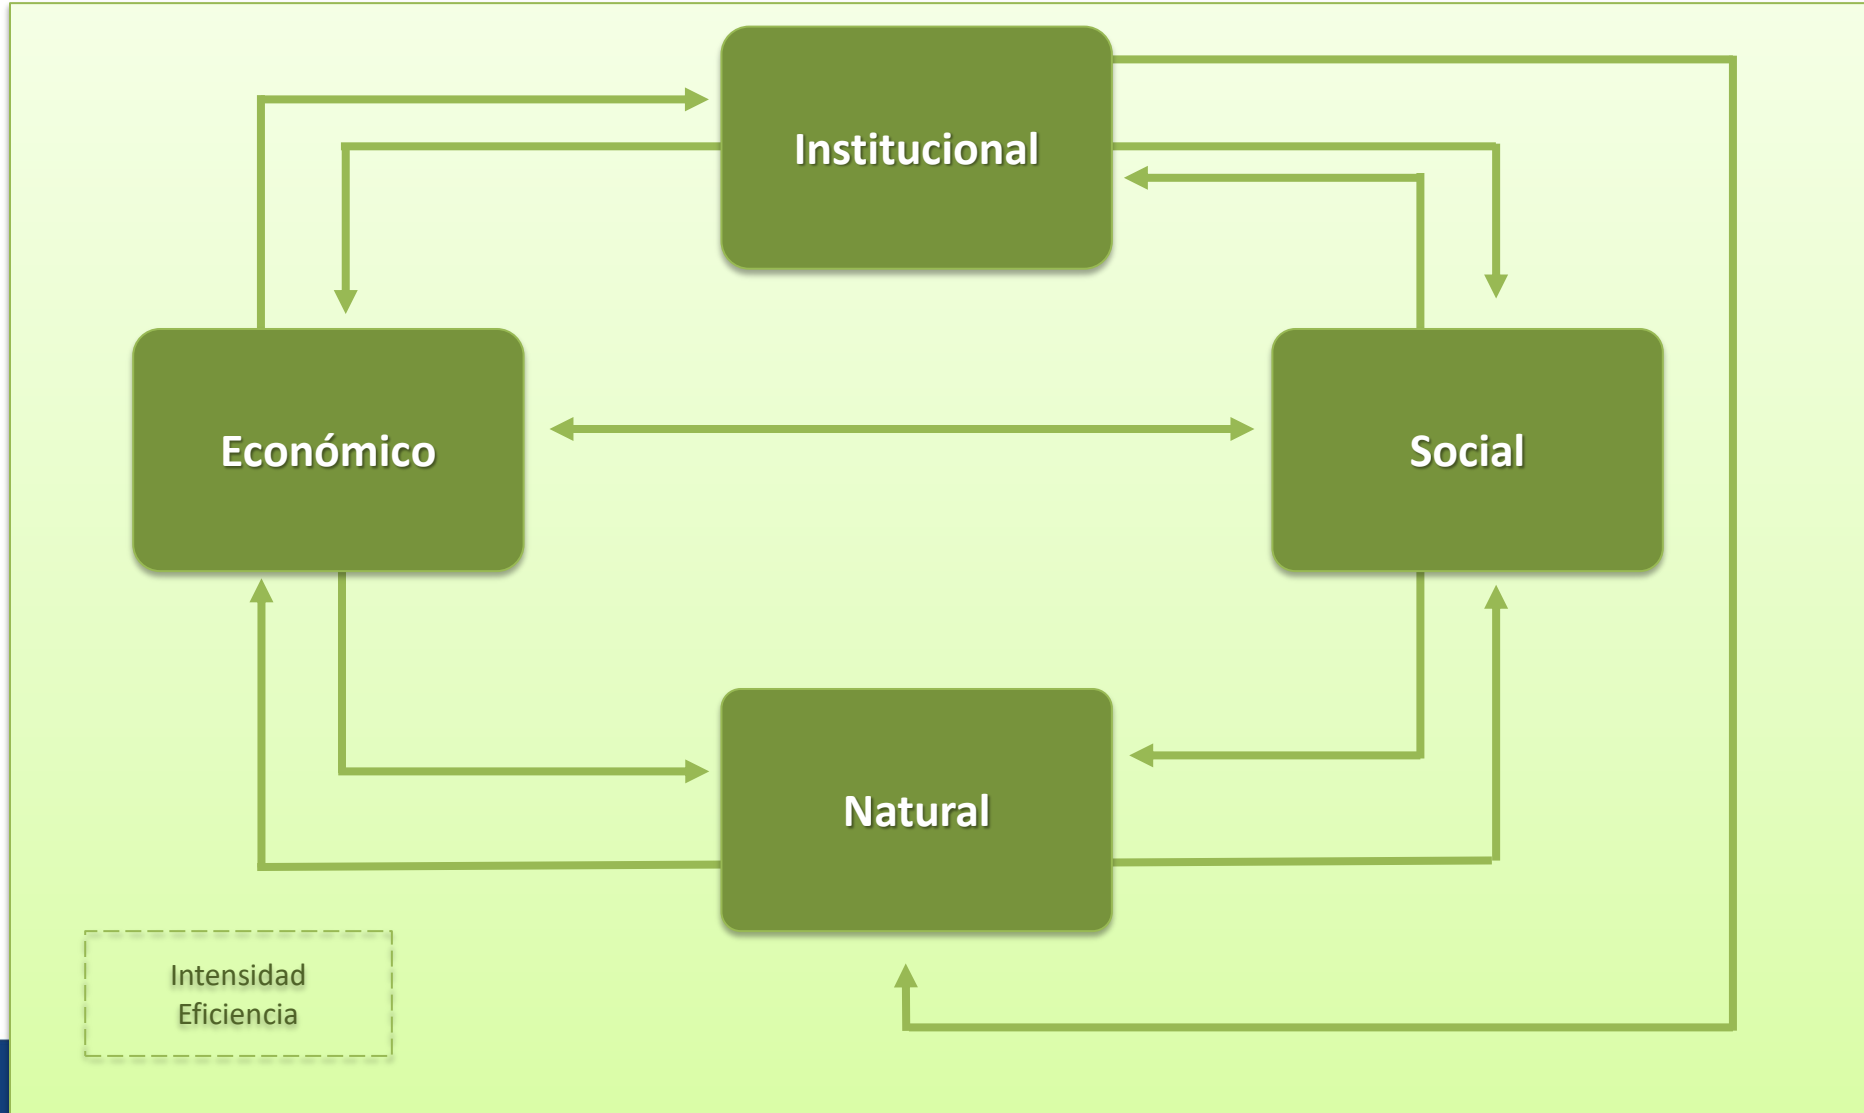 Institucional
Económico
Social
Natural
Intensidad
Eficiencia